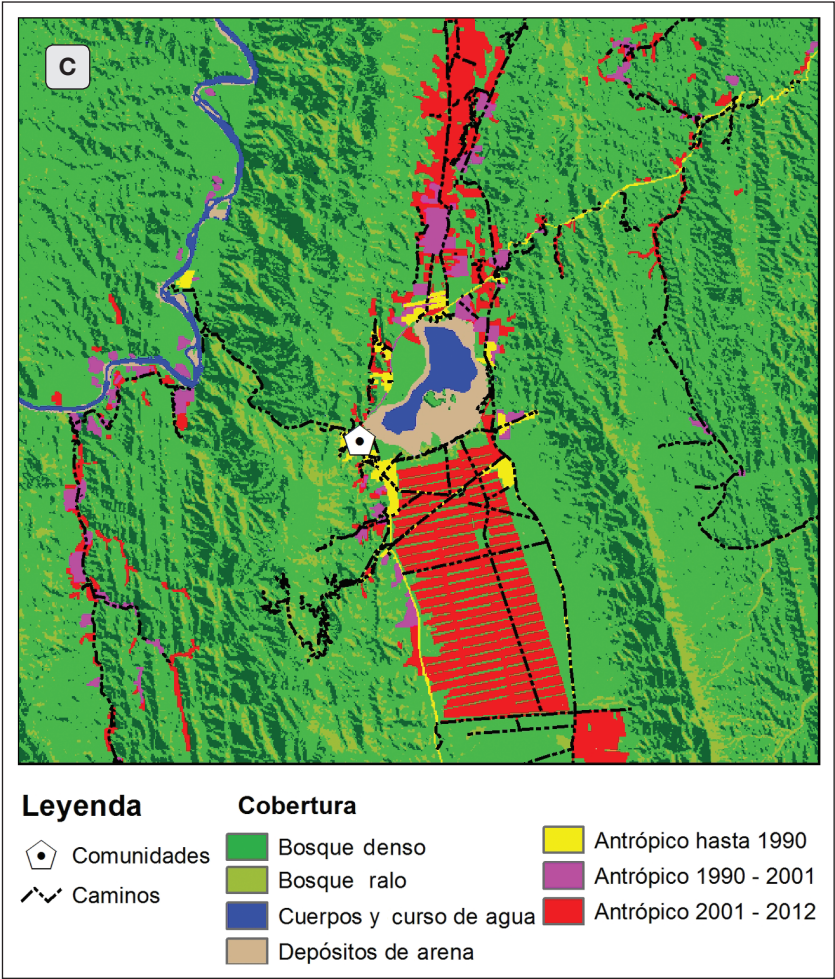 C
Leyenda
Comunidades
Caminos
Cobertura
Bosque denso
Bosque ralo
Cuerpos y curso de agua
Depósitos de arena
Antrópico hasta 1990
Antrópico 1990 - 2001
Antrópico 2001 - 2012